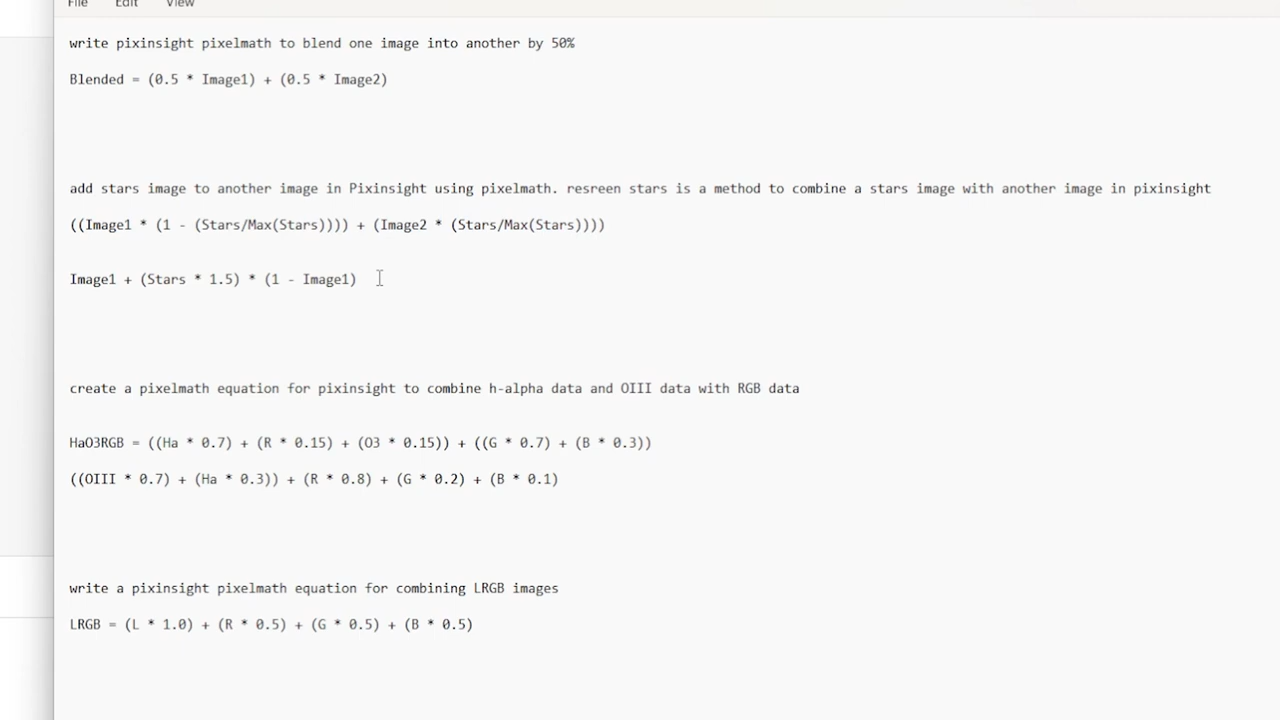 File Edit View
write pixinsight pixelmath to blend one image into another by 50%
Blended = (0.5 * Image1) + (0.5 * Image2)
add stars image to another image in Pixinsight using pixelmath. resreen stars is a method to combine a stars image with another image in pixinsight
((Image1 * (1 - (Stars/Max(Stars)))) + (Image2 * (Stars/Max(Stars))))
Image1 + (Stars * 1.5) * (1 - Image1)
create a pixelmath equation for pixinsight to combine h-alpha data and OIII data with RGB data
HaO3RGB = ((Ha * 0.7) + (R * 0.15) + (O3 * 0.15)) + ((G * 0.7) + (B * 0.3))
((OIII * 0.7) + (Ha * 0.3)) + (R * 0.8) + (G * 0.2) + (B * 0.1)
write a pixinsight pixelmath equation for combining LRGB images
LRGB = (L * 1.0) + (R * 0.5) + (G * 0.5) + (B * 0.5)